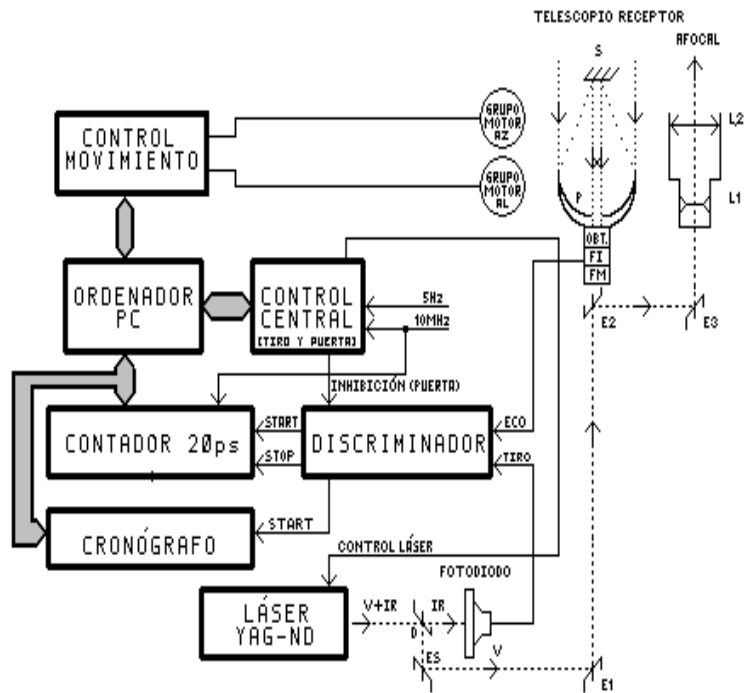 TELESCOPIO RECEPTOR
AFOCAL
S
CONTROL
MOVIMIENTO
GRUPO
MOTOR
AZ
GRUPO
MOTOR
AL
L2
L1
P
OBT.
FI
FM
ORDENADOR
PC
CONTROL
CENTRAL
[TIRO Y PUERTA]
5Hz
10MHz
E2
E3
INHIBICIÓN (PUERTA)
CONTADOR 20ps
START
STOP
DISCRIMINADOR
ECO
TIRO
CRONÓGRAFO
START
CONTROL LÁSER
FOTODIODO
LÁSER
YAG-ND
V+IR
IR
D
ES
V
E1